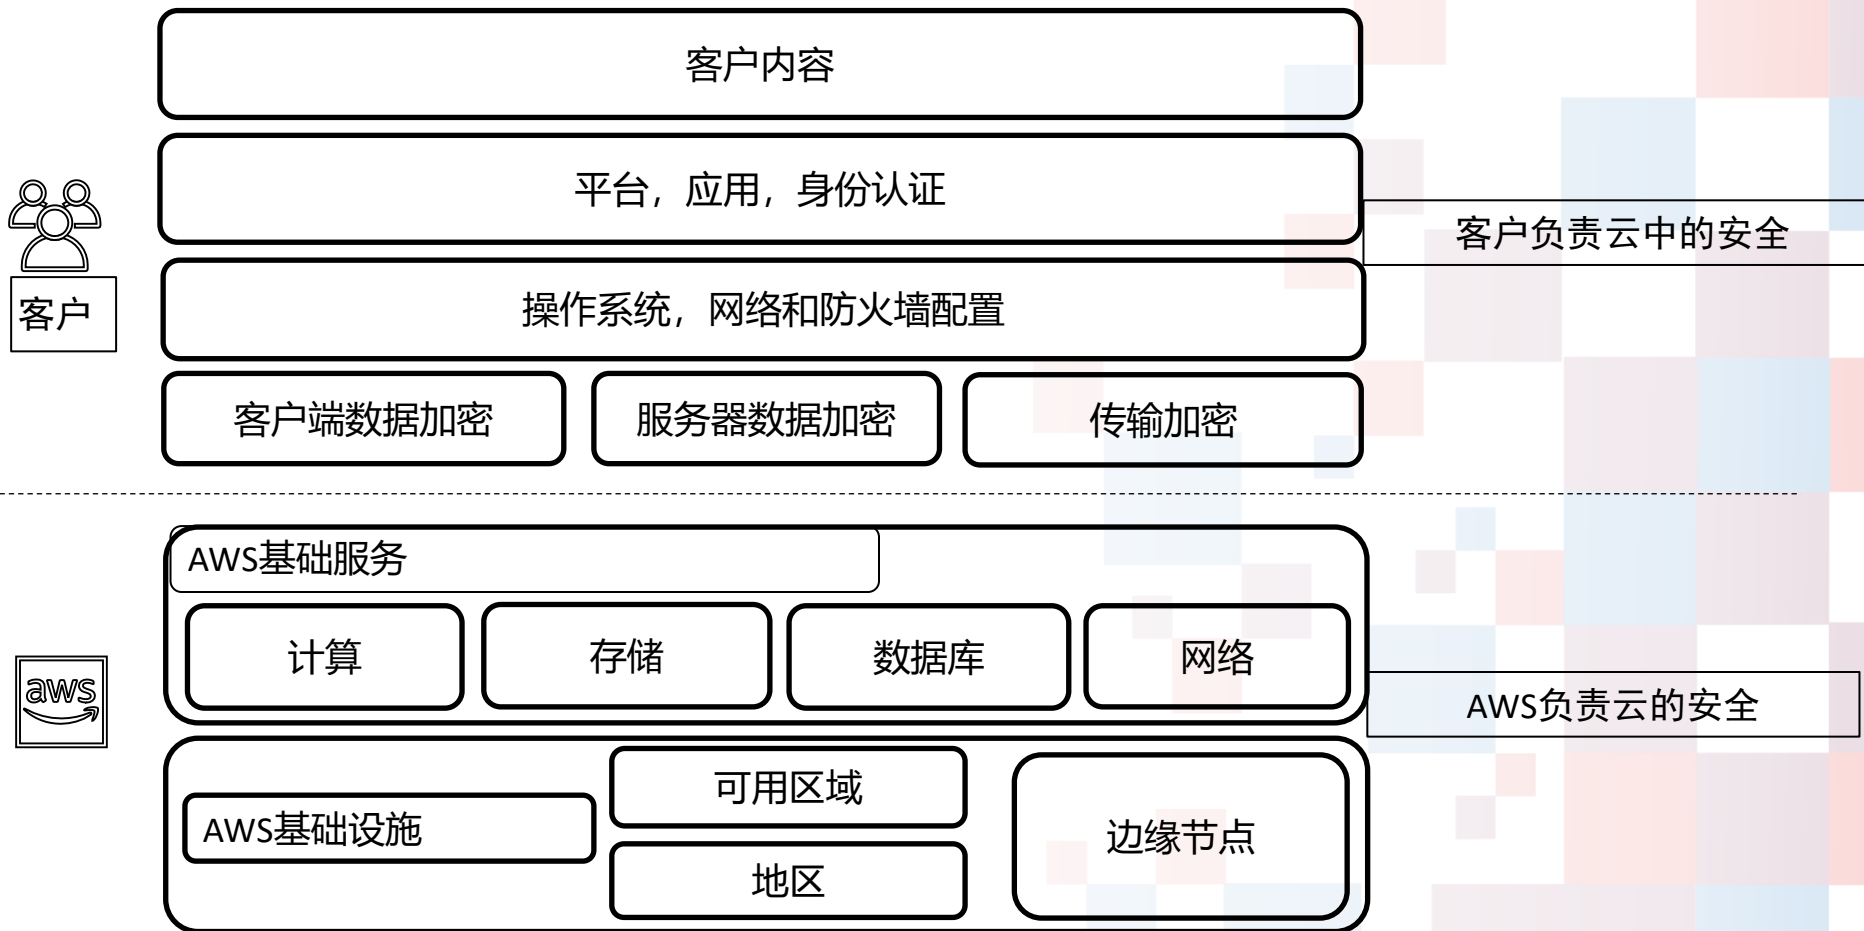 客户内容
平台，应用，身份认证
客户负责云中的安全
客户
操作系统，网络和防火墙配置
客户端数据加密
服务器数据加密
传输加密
AWS基础服务
计算
存储
数据库
网络
aws
AWS负责云的安全
可用区域
AWS基础设施
边缘节点
地区